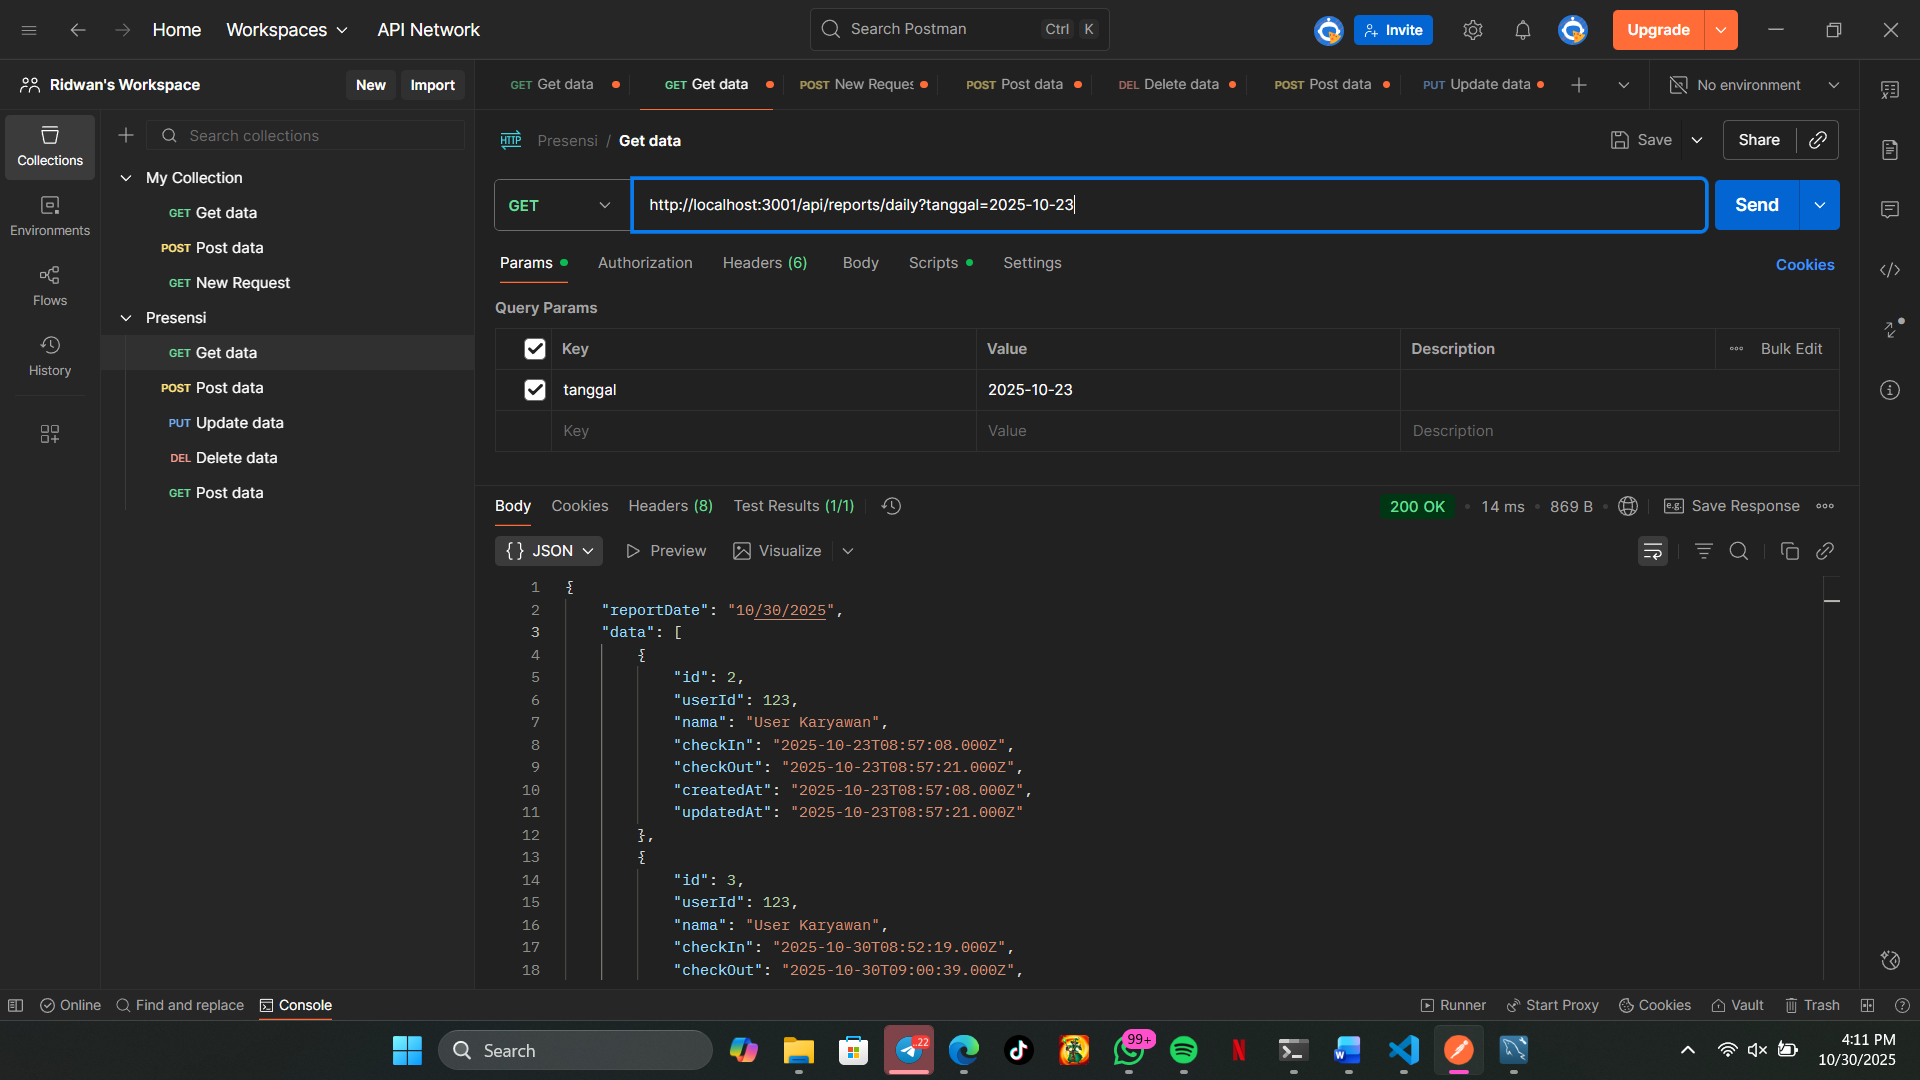 Home
Workspaces
API Network
Search Postman
Ctrl
K
Invite
Upgrade
Ridwan's Workspace
New
Import
GET Get data
GET Get data
POST New Reques
POST Post data
DEL Delete data
POST Post data
PUT Update data
No environment
Collections
Environments
Flows
History
Search collections
My Collection
GET Get data
POST Post data
GET New Request
Presensi
GET Get data
POST Post data
PUT Update data
DEL Delete data
GET Post data
HTTP
Presensi / Get data
Save
Share
GET
http://localhost:3001/api/reports/daily?tanggal=2025-10-23
Send
Params
Authorization
Headers (6)
Body
Scripts
Settings
Cookies
Query Params
Key
Value
Description
Bulk Edit
tanggal
2025-10-23
Key
Value
Description
Body
Cookies
Headers (8)
Test Results (1/1)
200 OK
14 ms
869 B
e.g. Save Response
{} JSON
Preview
Visualize
1 {
2 "reportDate": "10/30/2025",
3 "data": [
4 {
5 "id": 2,
6 "userId": 123,
7 "nama": "User Karyawan",
8 "checkIn": "2025-10-23T08:57:08.000Z",
9 "checkOut": "2025-10-23T08:57:21.000Z",
10 "createdAt": "2025-10-23T08:57:08.000Z",
11 "updatedAt": "2025-10-23T08:57:21.000Z"
12 },
13 {
14 "id": 3,
15 "userId": 123,
16 "nama": "User Karyawan",
17 "checkIn": "2025-10-30T08:52:19.000Z",
18 "checkOut": "2025-10-30T09:00:39.000Z",
Online
Find and replace
Console
Runner
Start Proxy
Cookies
Vault
Trash
Search
..22
99+
4:11 PM
10/30/2025